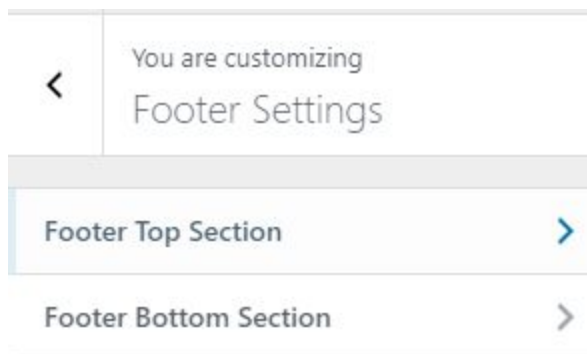 You are customizing
Footer Settings
Footer Top Section
Footer Bottom Section